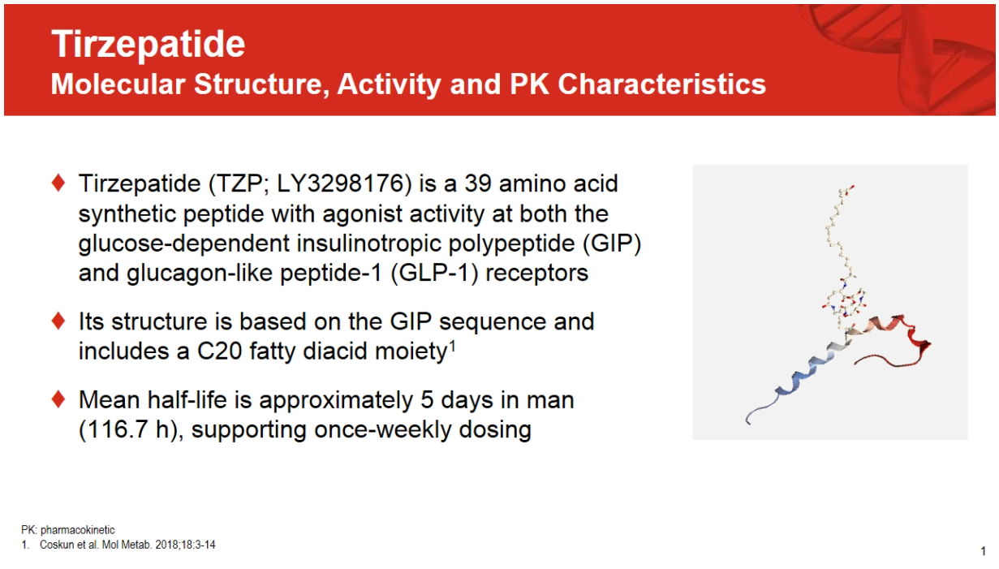 Tirzepatide
Molecular Structure, Activity and PK Characteristics
♦ Tirzepatide (TZP; LY3298176) is a 39 amino acid
synthetic peptide with agonist activity at both the
glucose-dependent insulinotropic polypeptide (GIP)
and glucagon-like peptide-1 (GLP-1) receptors
♦ Its structure is based on the GIP sequence and
includes a C20 fatty diacid moiety¹
♦ Mean half-life is approximately 5 days in man
(116.7 h), supporting once-weekly dosing
PK: pharmacokinetic
1. Coskun et al. Mol Metab. 2018;18:3-14
1